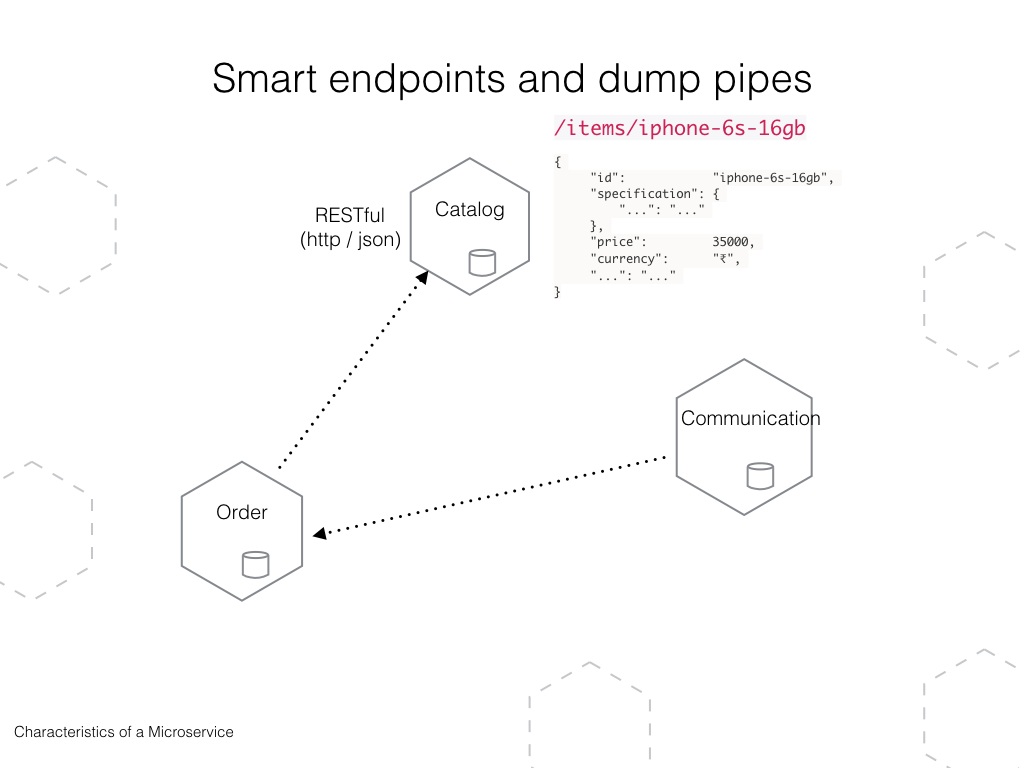 Smart endpoints and dump pipes
/items/iphone-6s-16gb
{
"id": "iphone-6s-16gb",
"specification": {
"...": "..."
},
"price": 35000,
"currency": "₹",
"...": "..."
}
RESTful
(http / json)
Catalog
Communication
Order
Characteristics of a Microservice